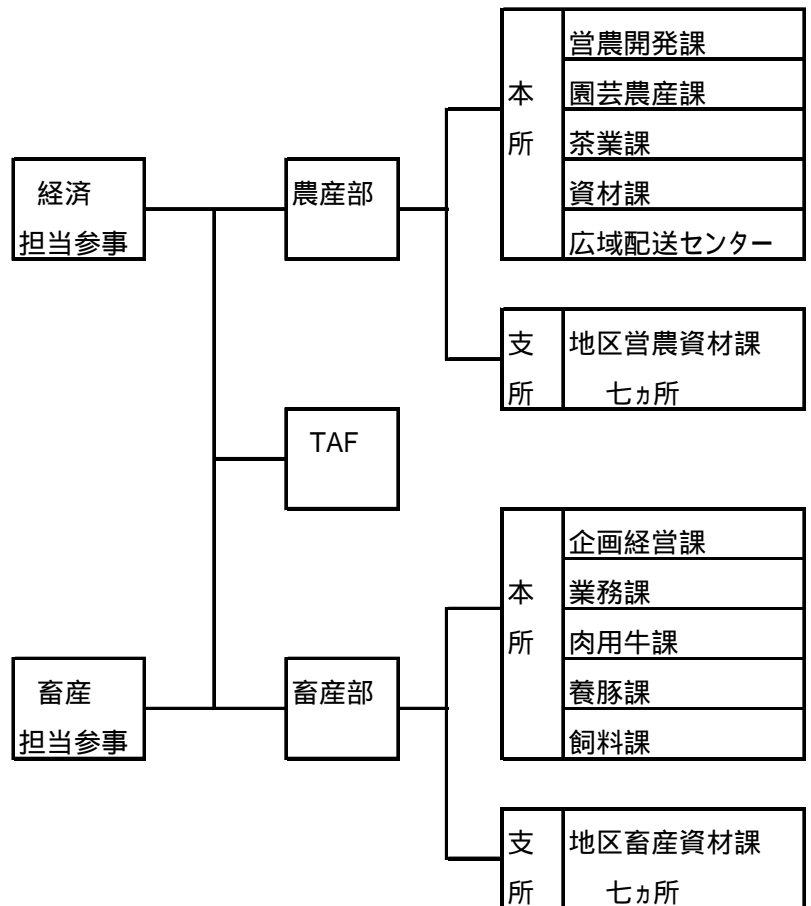 経済
担当参事
農産部
本所
営農開発課
園芸農産課
茶業課
資材課
広域配送センター
支所
地区営農資材課
七ヵ所
TAF
畜産
担当参事
畜産部
本所
企画経営課
業務課
肉用牛課
養豚課
飼料課
支所
地区畜産資材課
七ヵ所